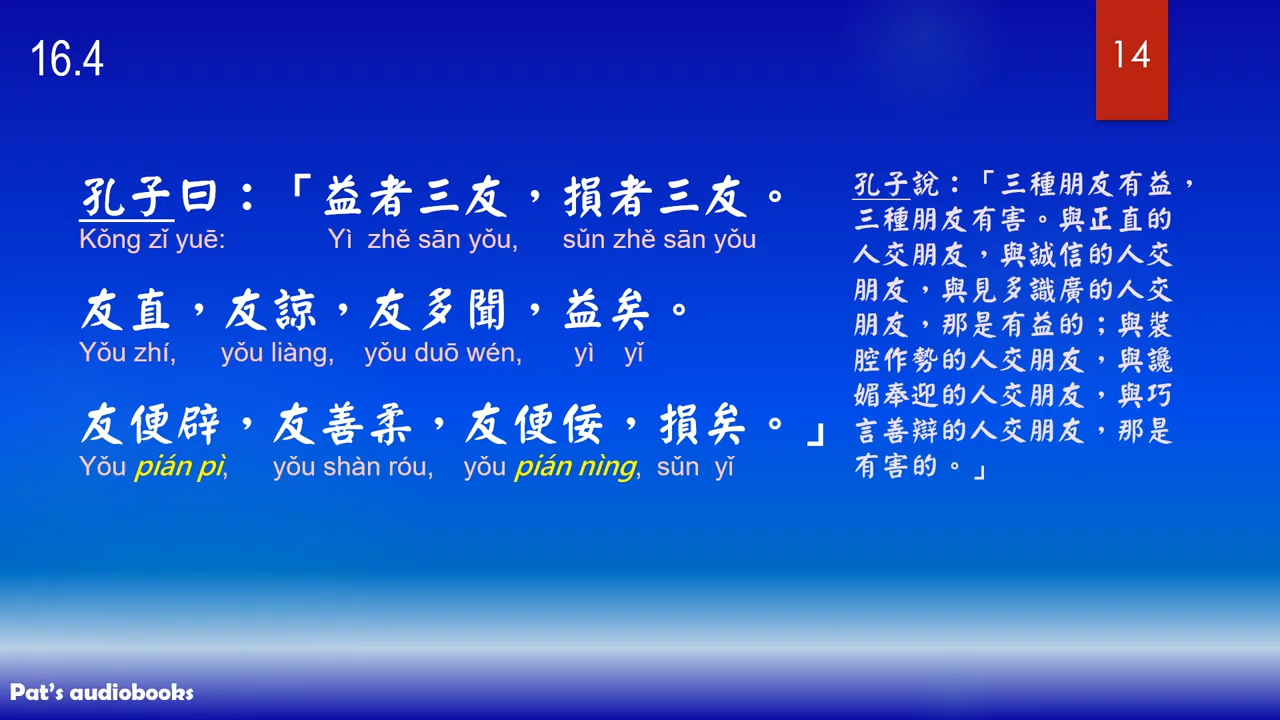 16.4
14
孔子曰：「益者三友，損者三友。
Kǒng zǐ yuē: Yì zhě sān yǒu, sǔn zhě sān yǒu
友直，友諒，友多聞，益矣。
Yǒu zhí, yǒu liàng, yǒu duō wén, yì yǐ
友便辟，友善柔，友便佞，損矣。」
Yǒu pián pì, yǒu shàn róu, yǒu pián nìng, sǔn yǐ
孔子說：「三種朋友有益，
三種朋友有害。與正直的
人交朋友，與誠信的人交
朋友，與見多識廣的人交
朋友，那是有益的；與裝
腔作勢的人交朋友，與讒
媚奉迎的人交朋友，與巧
言善辯的人交朋友，那是
有害的。」
Pat's audiobooks